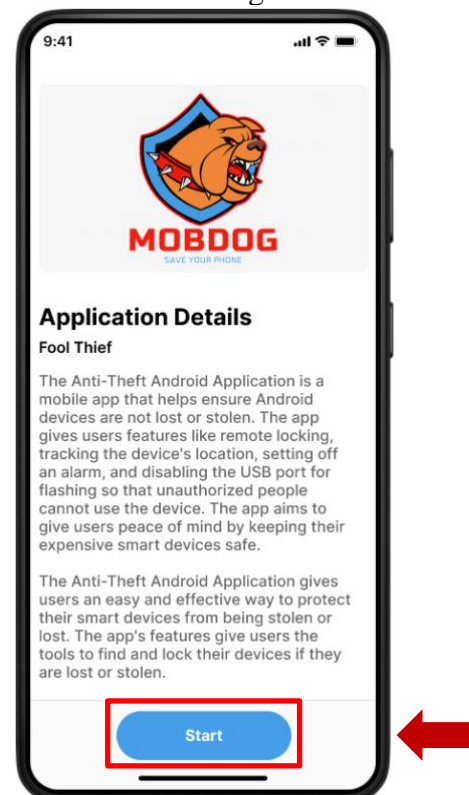 9:41
MOBDOG
SAVE YOUR PHONE
Application Details
Fool Thief
The Anti-Theft Android Application is a
mobile app that helps ensure Android
devices are not lost or stolen. The app
gives users features like remote locking,
tracking the device's location, setting off
an alarm, and disabling the USB port for
flashing so that unauthorized people
cannot use the device. The app aims to
give users peace of mind by keeping their
expensive smart devices safe.
The Anti-Theft Android Application gives
users an easy and effective way to protect
their smart devices from being stolen or
lost. The app's features give users the
tools to find and lock their devices if they
are lost or stolen.
Start